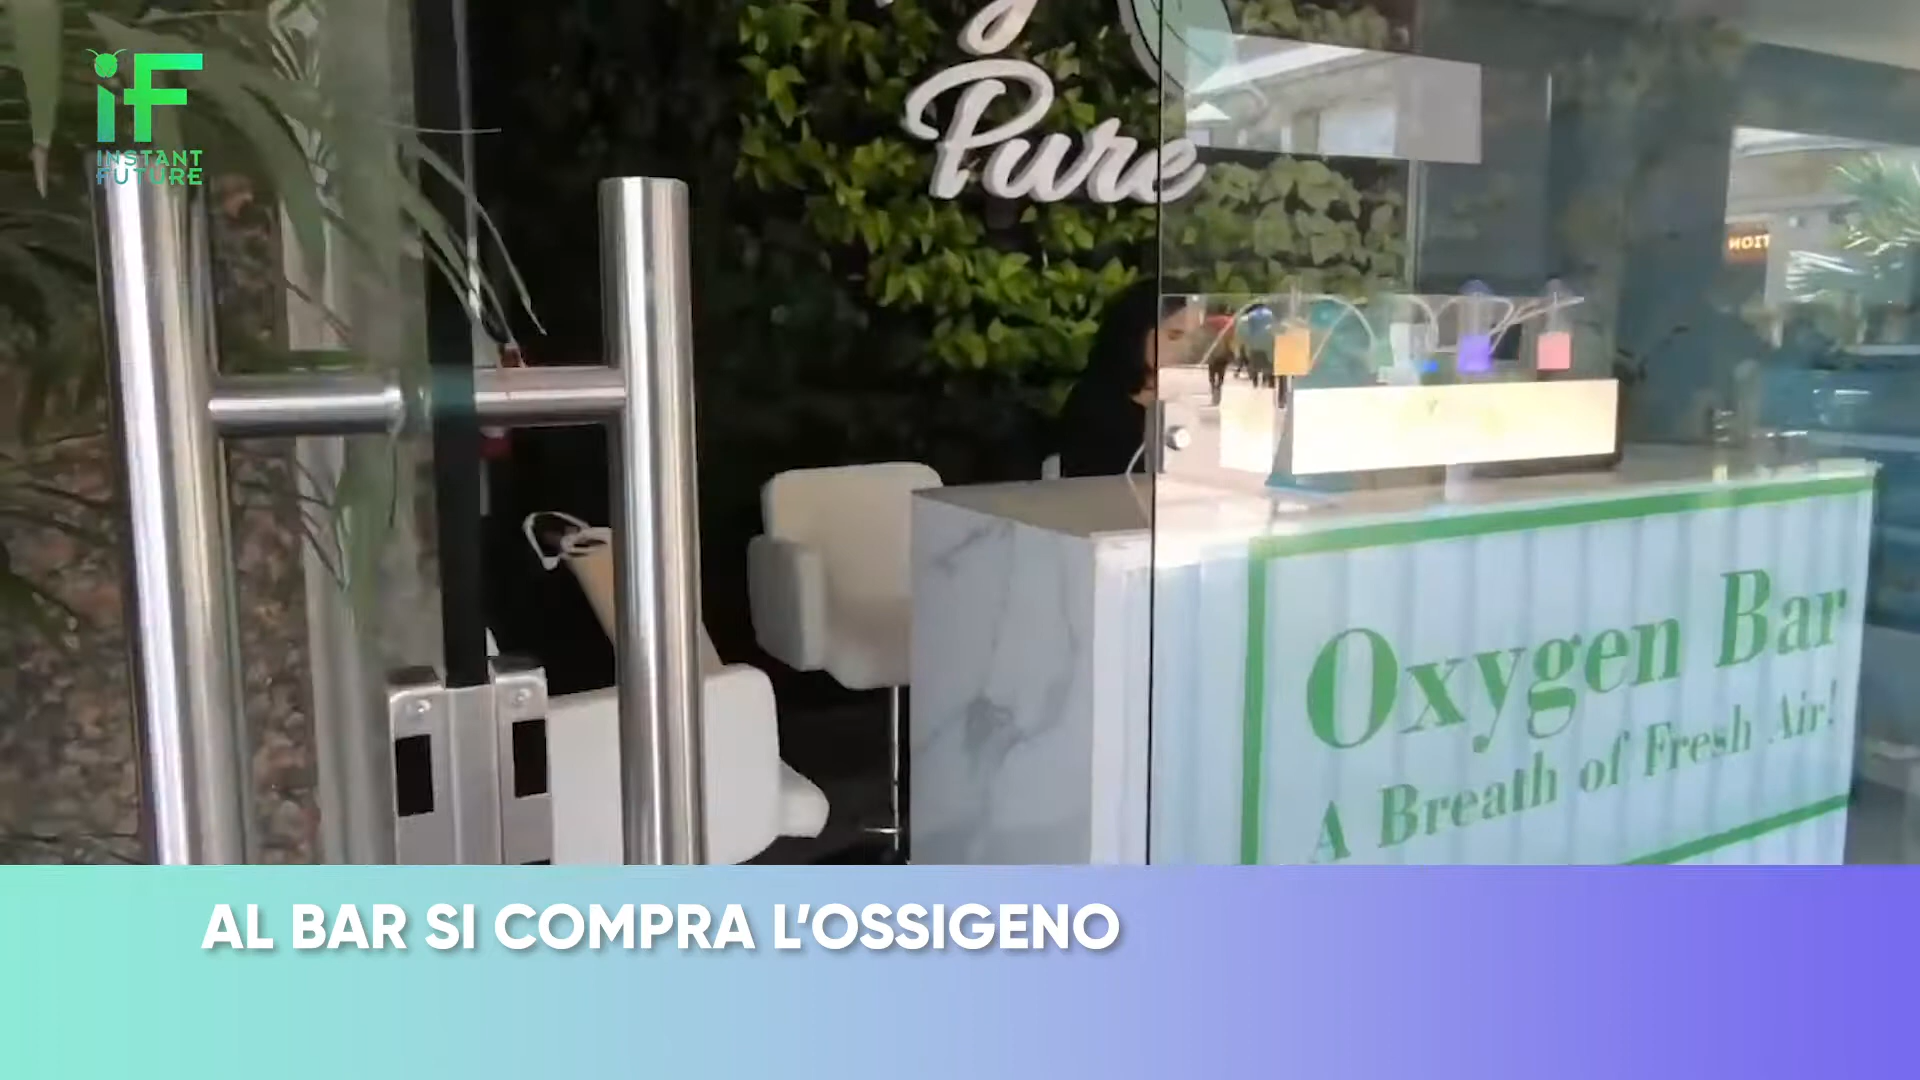 iF
INSTANT
FUTURE
Pure
Oxygen Bar
A Breath of Fresh Air!
AL BAR SI COMPRA L’OSSIGENO